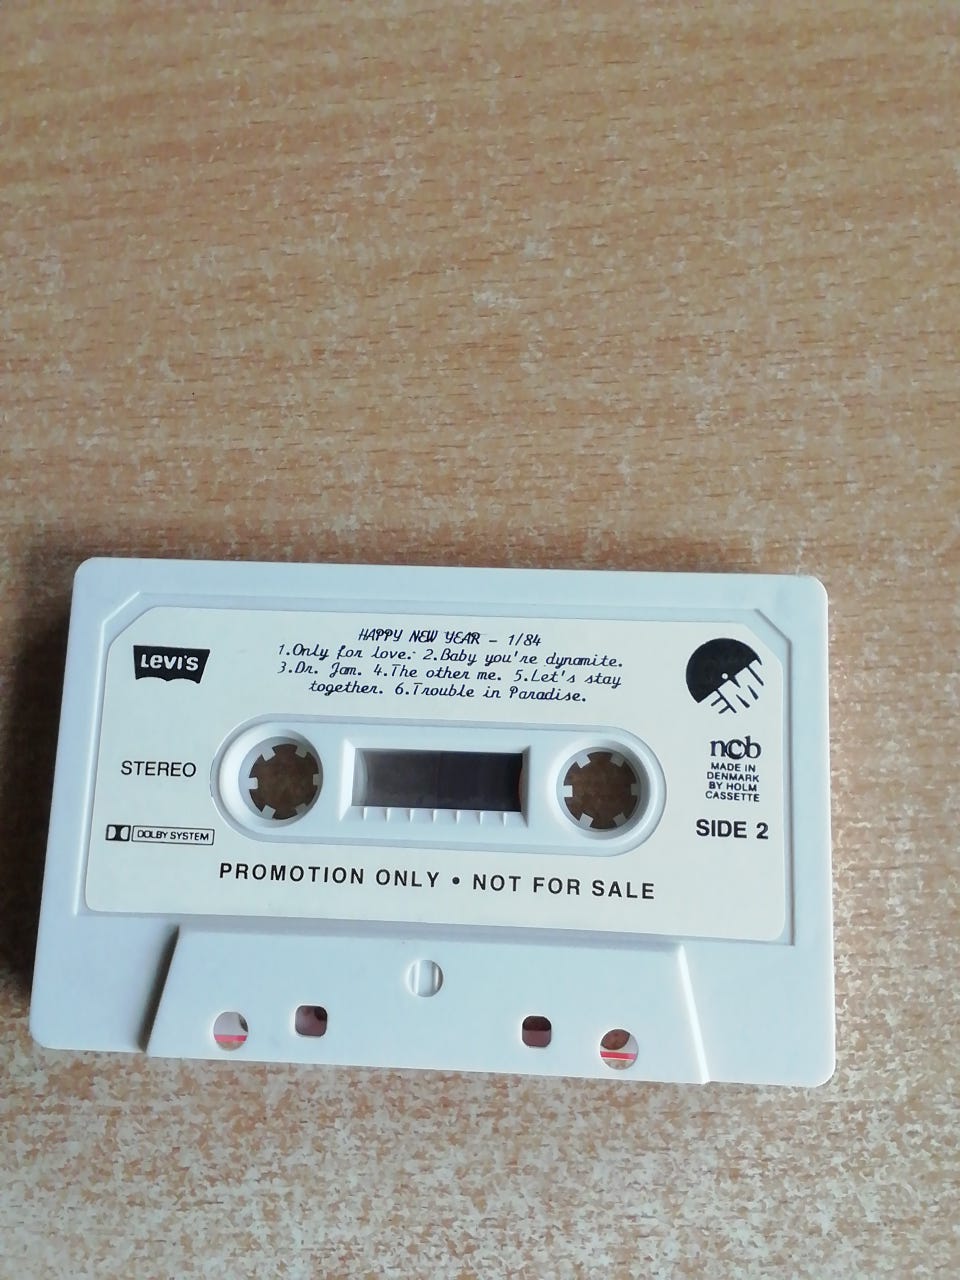 HAPPY NEW YEAR - 1/84
1.Only for love. 2.Baby you're dynamite.
3.Dr. Jam. 4.The other me. 5.Let's stay
together. 6.Trouble in Paradise.
LEVI'S
EMI
STEREO
ncb
MADE IN
DENMARK
BY HOLM
CASSETTE
SIDE 2
DOLBY SYSTEM
PROMOTION ONLY • NOT FOR SALE